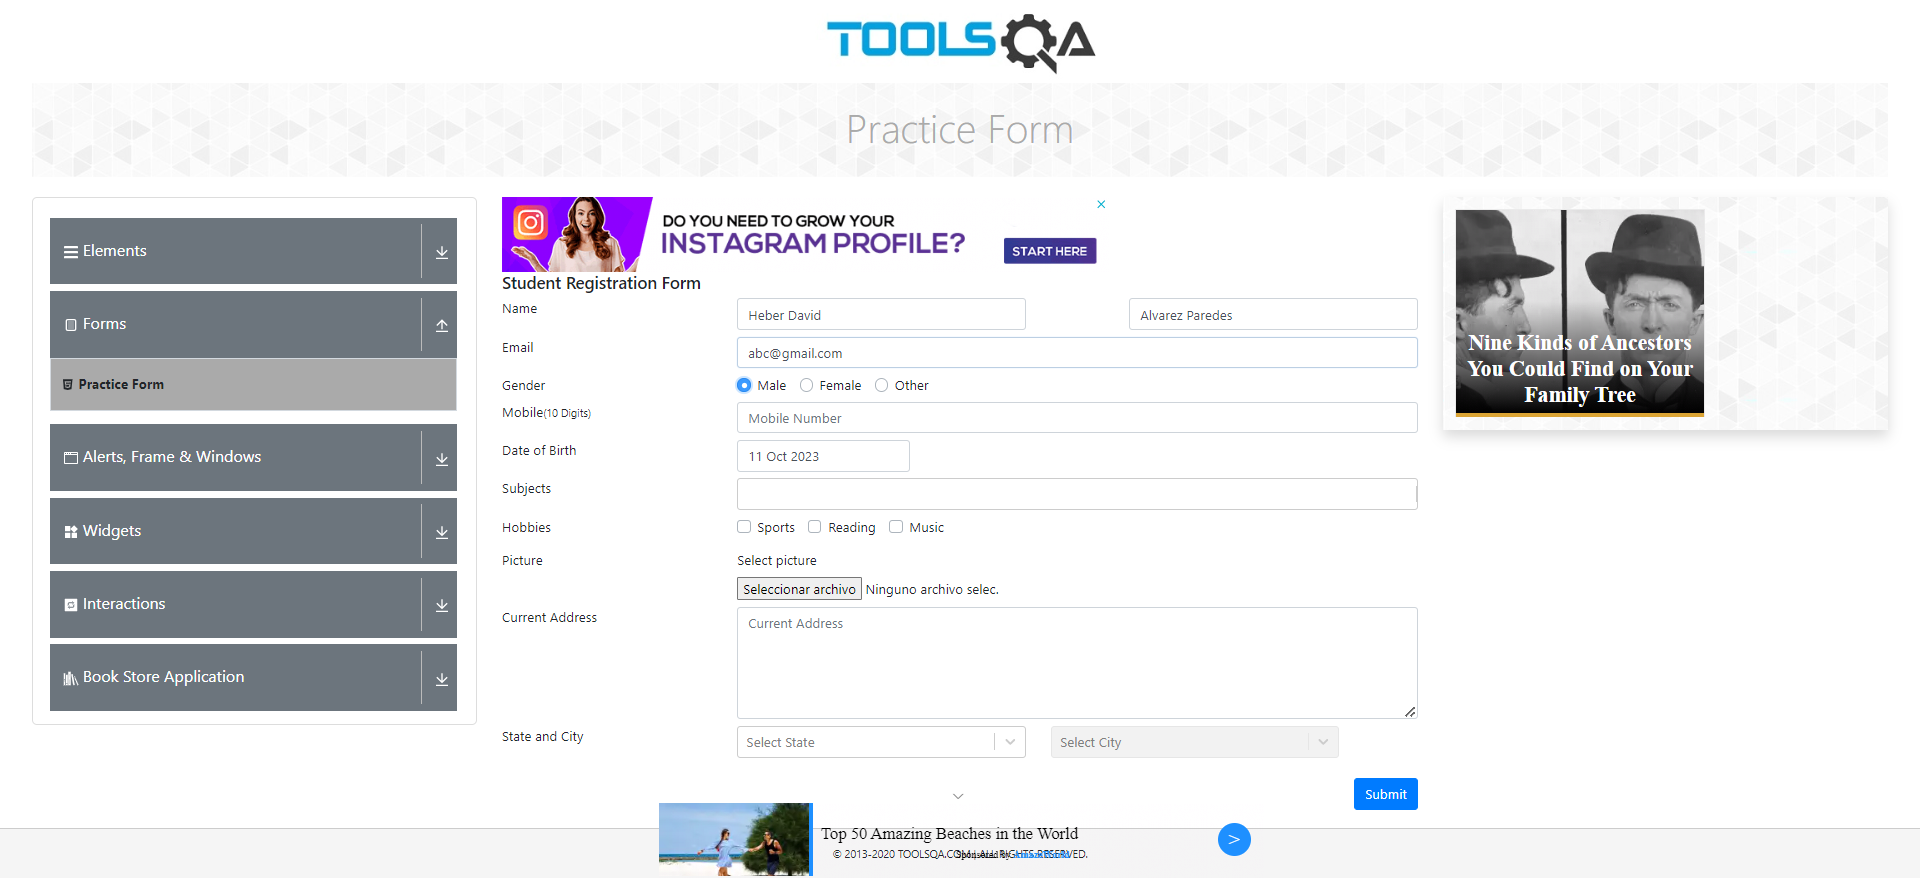 TOOLSQA
Practice Form
Elements
Forms
Practice Form
Alerts, Frame & Windows
Widgets
Interactions
Book Store Application
DO YOU NEED TO GROW YOUR
INSTAGRAM PROFILE?
START HERE
Student Registration Form
Name Heber David Alvarez Paredes
Email abc@gmail.com
Gender Male Female Other
Mobile(10 Digits) Mobile Number
Date of Birth 11 Oct 2023
Subjects
Hobbies Sports Reading Music
Picture Select picture
Seleccionar archivo Ninguno archivo selec.
Current Address Current Address
State and City Select State Select City
Submit
Nine Kinds of Ancestors
You Could Find on Your
Family Tree
Top 50 Amazing Beaches in the World
© 2013-2020 TOOLSQA.COM | ALL RIGHTS RESERVED.